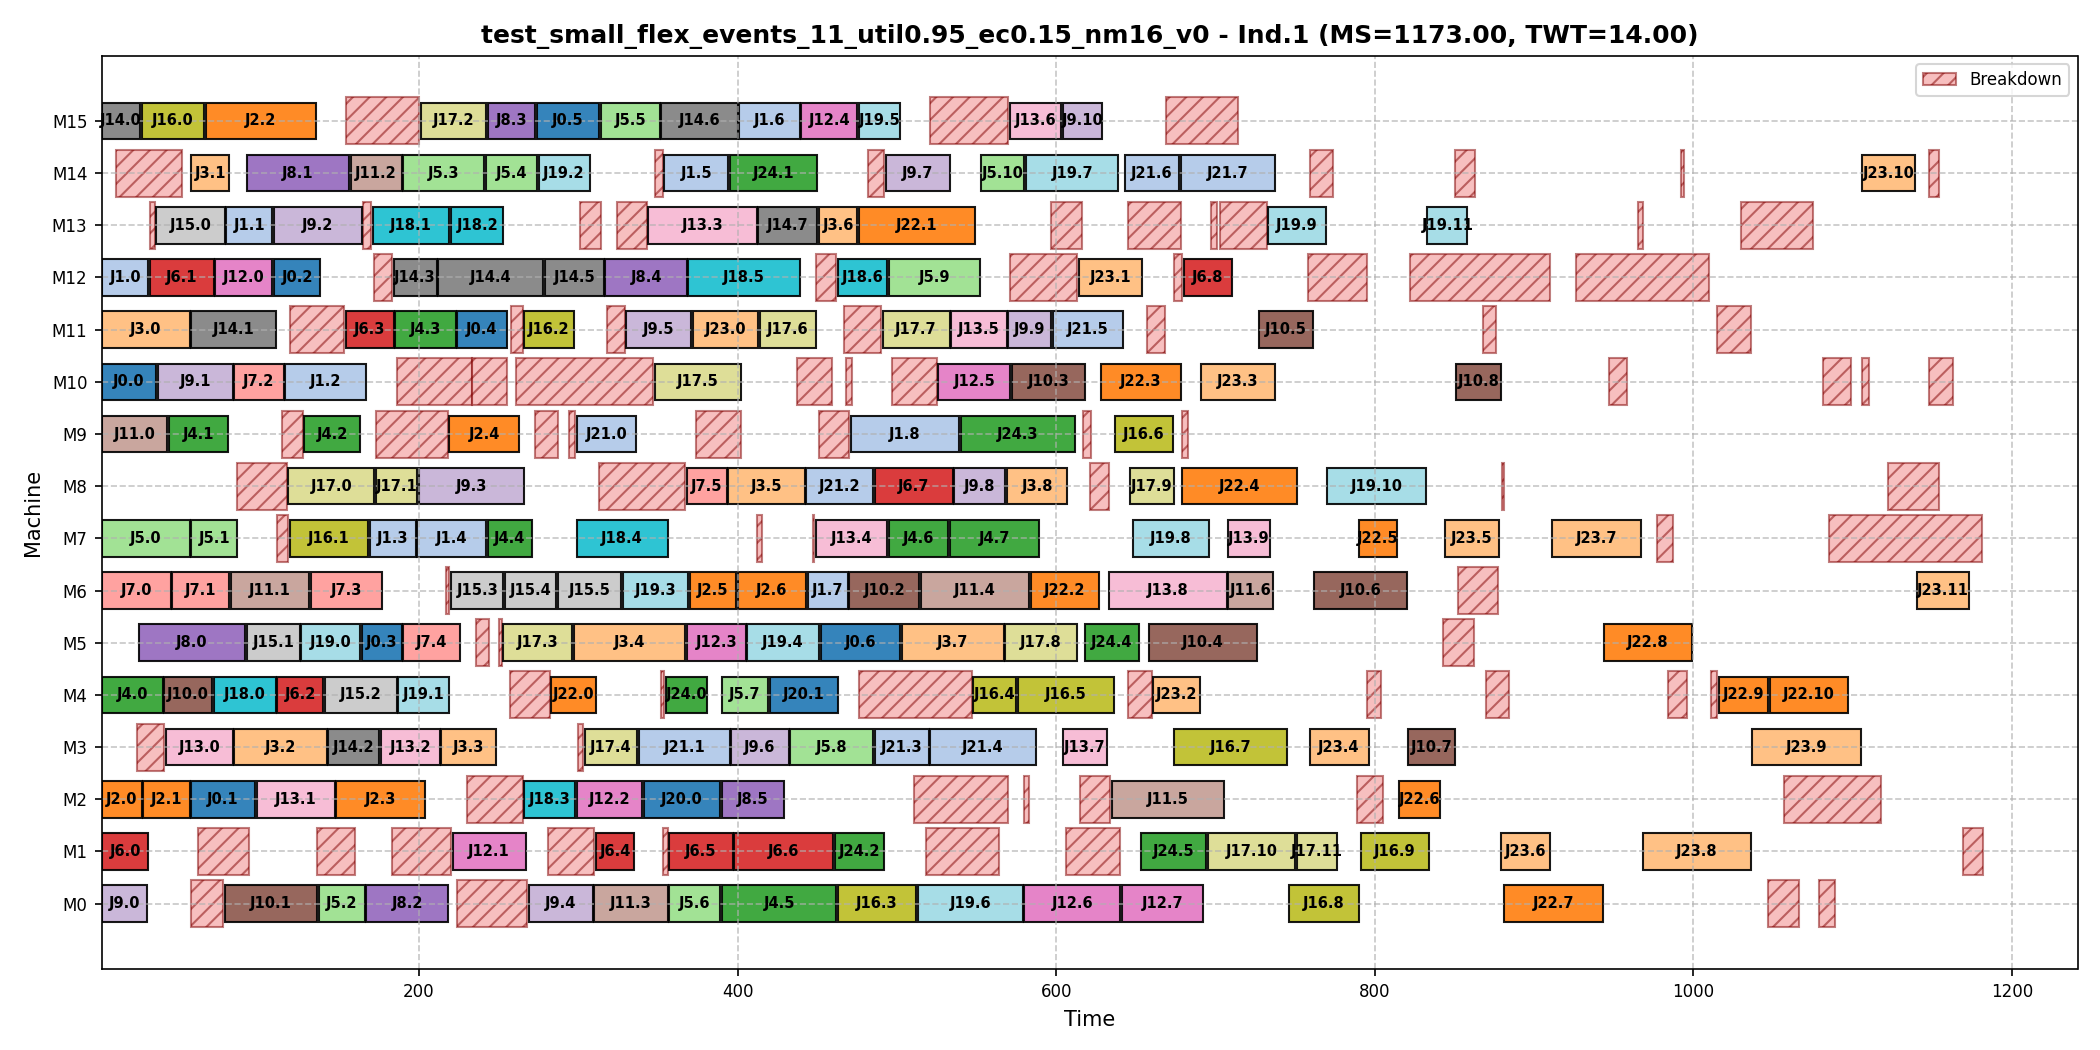 test_small_flex_events_11_util0.95_ec0.15_nm16_v0 - Ind.1 (MS=1173.00, TWT=14.00)
Breakdown
M15 J14.0 J16.0 J2.2 J17.2 J8.3 J0.5 J5.5 J14.6 J1.6 J12.4 J19.5 J13.6 J9.10
M14 J3.1 J8.1 J11.2 J5.3 J5.4 J19.2 J1.5 J24.1 J9.7 J5.10 J19.7 J21.6 J21.7 J23.10
M13 J15.0 J1.1 J9.2 J18.1 J18.2 J13.3 J14.7 J3.6 J22.1 J19.9 J19.11
M12 J1.0 J6.1 J12.0 J0.2 J14.3 J14.4 J14.5 J8.4 J18.5 J18.6 J5.9 J23.1 J6.8
M11 J3.0 J14.1 J6.3 J4.3 J0.4 J16.2 J9.5 J23.0 J17.6 J17.7 J13.5 J9.9 J21.5 J10.5
M10 J0.0 J9.1 J7.2 J1.2 J17.5 J12.5 J10.3 J22.3 J23.3 J10.8
M9 J11.0 J4.1 J4.2 J2.4 J21.0 J1.8 J24.3 J16.6
M8 J17.0 J17.1 J9.3 J7.5 J3.5 J21.2 J6.7 J9.8 J3.8 J17.9 J22.4 J19.10
M7 J5.0 J5.1 J16.1 J1.3 J1.4 J4.4 J18.4 J13.4 J4.6 J4.7 J19.8 J13.9 J22.5 J23.5 J23.7
M6 J7.0 J7.1 J11.1 J7.3 J15.3 J15.4 J15.5 J19.3 J2.5 J2.6 J1.7 J10.2 J11.4 J22.2 J13.8 J11.6 J10.6 J23.11
M5 J8.0 J15.1 J19.0 J0.3 J7.4 J17.3 J3.4 J12.3 J19.4 J0.6 J3.7 J17.8 J24.4 J10.4 J22.8
M4 J4.0 J10.0 J18.0 J6.2 J15.2 J19.1 J22.0 J24.0 J5.7 J20.1 J16.4 J16.5 J23.2 J22.9 J22.10
M3 J13.0 J3.2 J14.2 J13.2 J3.3 J17.4 J21.1 J9.6 J5.8 J21.3 J21.4 J13.7 J16.7 J23.4 J10.7 J23.9
M2 J2.0 J2.1 J0.1 J13.1 J2.3 J18.3 J12.2 J20.0 J8.5 J11.5 J22.6
M1 J6.0 J12.1 J6.4 J6.5 J6.6 J24.2 J24.5 J17.10 J17.11 J16.9 J23.6 J23.8
M0 J9.0 J10.1 J5.2 J8.2 J9.4 J11.3 J5.6 J4.5 J16.3 J19.6 J12.6 J12.7 J16.8 J22.7
200 400 600 800 1000 1200
Time
Machine